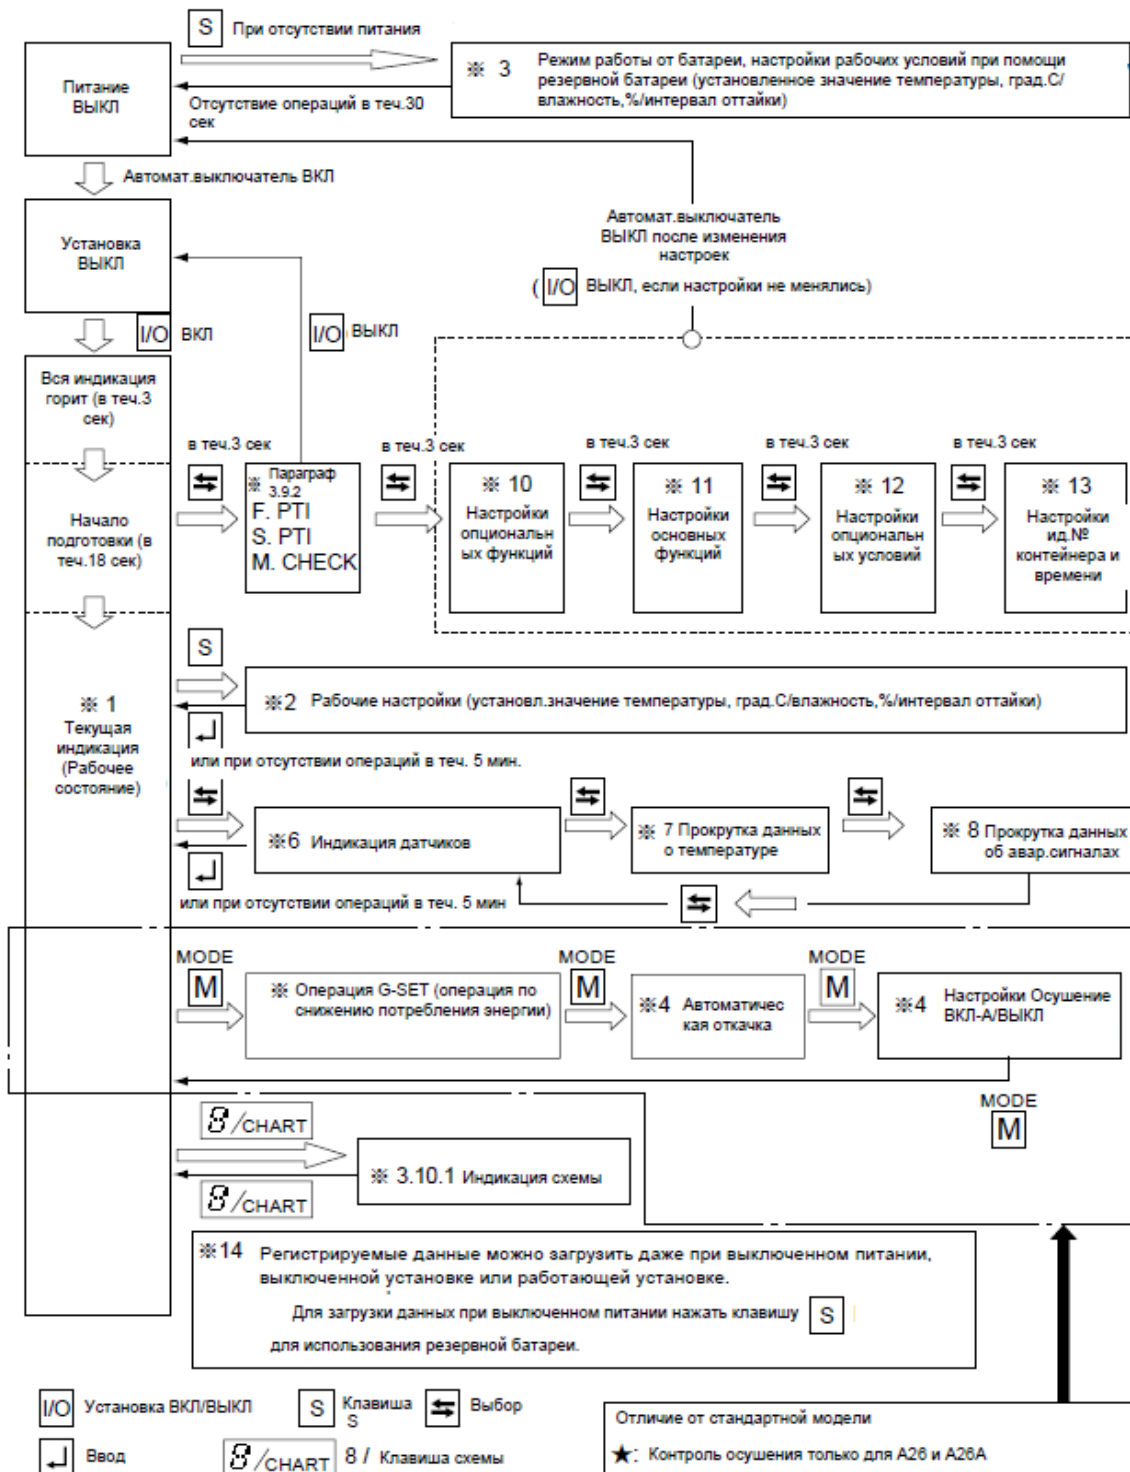 S При отсутствии питания
Питание
ВЫКЛ
※ 3 Режим работы от батареи, настройки рабочих условий при помощи
резервной батареи (установленное значение температуры, град.С/
влажность,%/интервал оттайки)
Отсутствие операций в теч.30
сек
Автомат.выключатель ВКЛ
Установка
ВЫКЛ
Автомат.выключатель
ВЫКЛ после изменения
настроек
( I/O ВЫКЛ, если настройки не менялись)
I/O ВКЛ
I/O ВЫКЛ
Вся индикация
горит (в теч.3
сек)
в теч.3 сек
в теч.3 сек
в теч.3 сек
в теч.3 сек
в теч.3 сек
Начало
подготовки (в
теч.18 сек)
※ Параграф
3.9.2
F. PTI
S. PTI
M. CHECK
※ 10
Настройки
опциональн
ых функций
※ 11
Настройки
основных
функций
※ 12
Настройки
опциональн
ых условий
※ 13
Настройки
ид.№
контейнера и
времени
S
※ 1
Текущая
индикация
(Рабочее
состояние)
※2 Рабочие настройки (установл.значение температуры, град.С/влажность,%/интервал оттайки)
или при отсутствии операций в теч. 5 мин.
※6 Индикация датчиков
※ 7 Прокрутка данных
о температуре
※ 8 Прокрутка данных
об авар.сигналах
или при отсутствии операций в теч. 5 мин
MODE
M
※ Операция G-SET (операция по
снижению потребления энергии)
MODE
M
※4 Автоматичес
кая откачка
MODE
M
※4 Настройки Осушение
ВКЛ-А/ВЫКЛ
MODE
M
8/CHART
※ 3.10.1 Индикация схемы
8/CHART
※14 Регистрируемые данные можно загрузить даже при выключенном питании,
выключенной установке или работающей установке.
Для загрузки данных при выключенном питании нажать клавишу S
для использования резервной батареи.
I/O Установка ВКЛ/ВЫКЛ
S Клавиша
S
Выбор
Ввод
8/CHART 8 / Клавиша схемы
Отличие от стандартной модели
★: Контроль осушения только для А26 и А26А